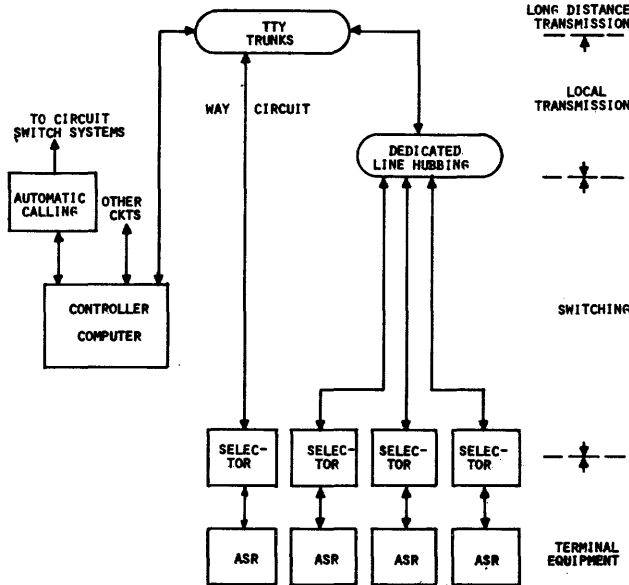 LONG DISTANCE
TRANSMISSION
TTY
TRUNKS
LOCAL
TRANSMISSION
WAY CIRCUIT
TO CIRCUIT
SWITCH SYSTEMS
DEDICATED
LINE HUBBING
AUTOMATIC
CALLING
OTHER
CKTS
CONTROLLER
COMPUTER
SWITCHING
SELEC-
TOR
SELEC-
TOR
SELEC-
TOR
SELEC-
TOR
ASR
ASR
ASR
ASR
TERMINAL
EQUIPMENT